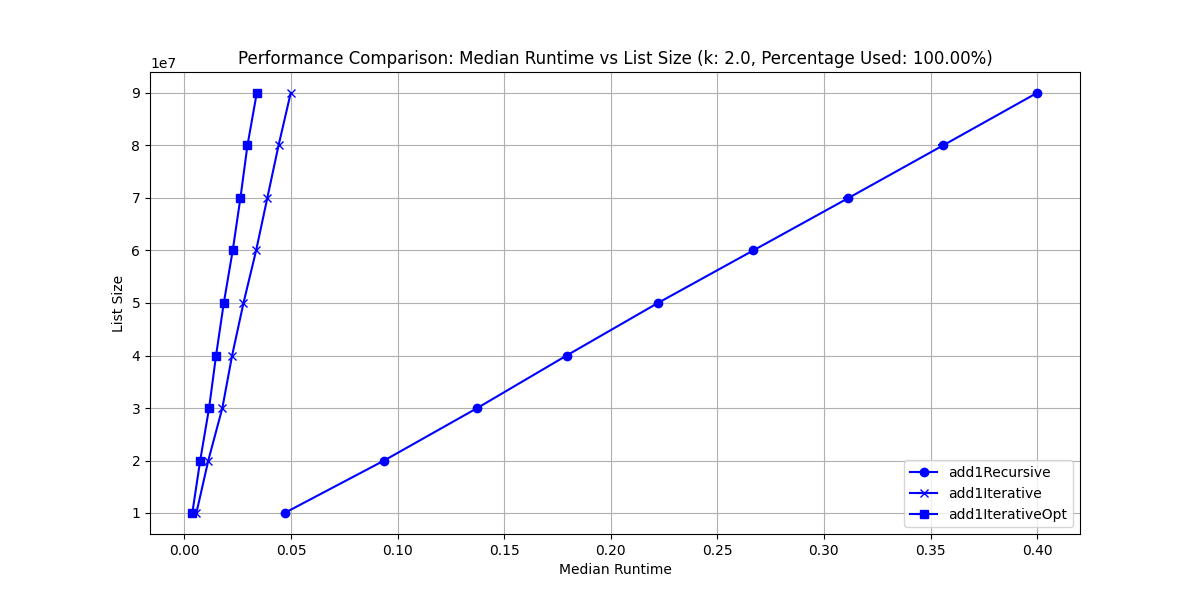 Performance Comparison: Median Runtime vs List Size (k: 2.0, Percentage Used: 100.00%)
1e7
9
8
7
6
5
4
3
2
1
List Size
add1Recursive
add1Iterative
add1IterativeOpt
0.00 0.05 0.10 0.15 0.20 0.25 0.30 0.35 0.40
Median Runtime